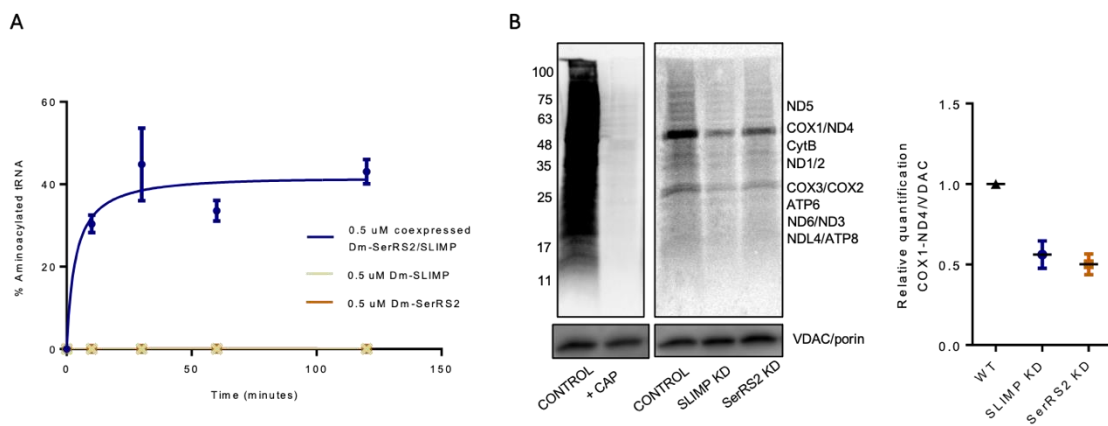 A
60
40
20
0
% Aminoacylated tRNA
0
50
100
150
Time (minutes)
0.5 uM coexpressed
Dm-SerRS2/SLIMP
0.5 uM Dm-SLIMP
0.5 uM Dm-SerRS2
B
100
75
63
48
35
25
17
11
ND5
COX1/ND4
CytB
ND1/2
COX3/COX2
ATP6
ND6/ND3
NDL4/ATP8
VDAC/porin
CONTROL
+ CAP
CONTROL
SLIMP KD
SerRS2 KD
Relative quantification
COX1-ND4/VDAC
1.5
1.0
0.5
0.0
WT
SLIMP KD
SerRS2 KD